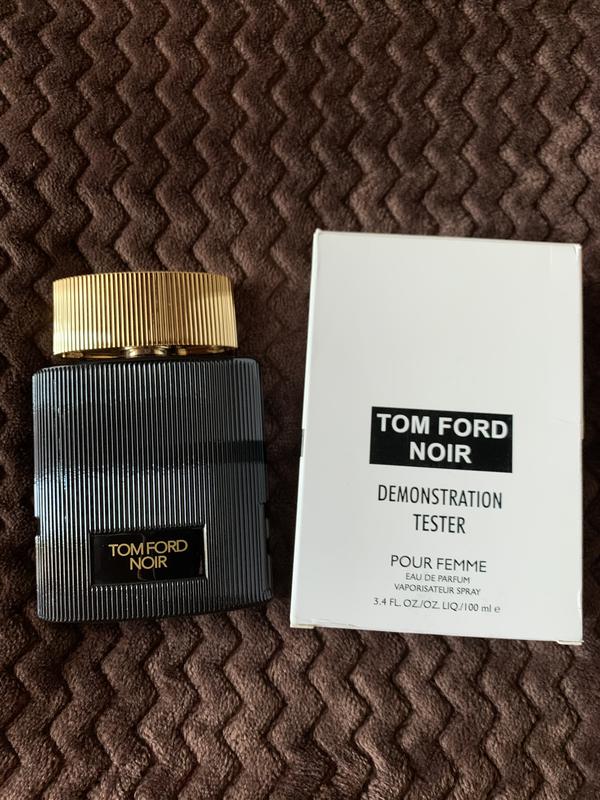 TOM FORD
NOIR
TOM FORD
NOIR
DEMONSTRATION
TESTER
POUR FEMME
EAU DE PARFUM
VAPORISATEUR SPRAY
3.4 FL. OZ./OZ. LIQ./100 ml e